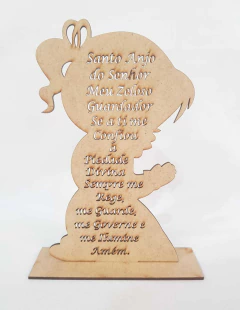 Santo Anjo
do Senhor
Meu Zeloso
Guardador
Se a ti me
Confiou
à
Piedade
Divina
Sempre me
Rege,
me Guarde,
me Governe e
me Ilumine
Amém.